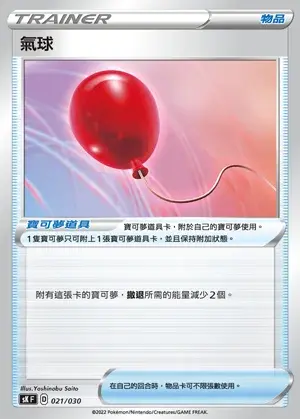 TRAINER
物品
氣球
寶可夢道具
寶可夢道具卡,附於自己的寶可夢使用。
1隻寶可夢只可附上1張寶可夢道具卡,並且保持附加狀態。
附有這張卡的寶可夢,撤退所需的能量減少2個。
Illus. Yoshinobu Saito
sK F
021/030
在自己的回合時,物品卡可不限張數使用。
©2022 Pokémon/Nintendo/Creatures/GAME FREAK.